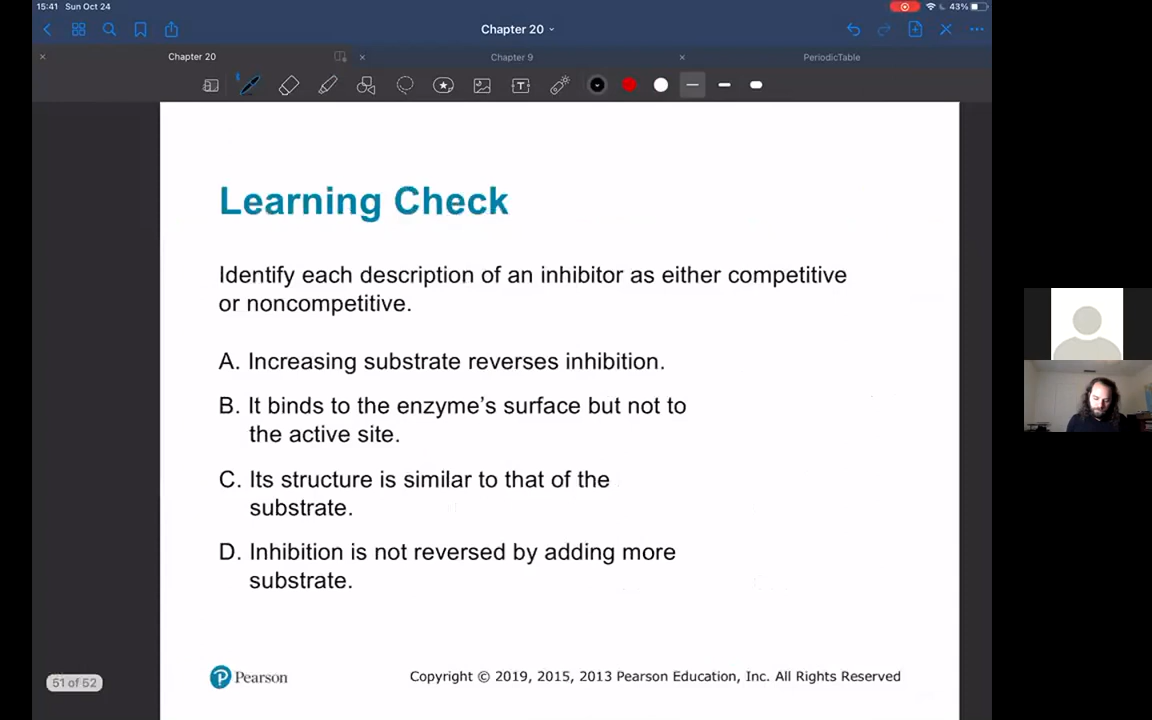 15:41 Sun Oct 24
43%
Chapter 20
Chapter 20
Chapter 9
PeriodicTable
Learning Check
Identify each description of an inhibitor as either competitive
or noncompetitive.
A. Increasing substrate reverses inhibition.
B. It binds to the enzyme's surface but not to
the active site.
C. Its structure is similar to that of the
substrate.
D. Inhibition is not reversed by adding more
substrate.
51 of 52
Pearson
Copyright © 2019, 2015, 2013 Pearson Education, Inc. All Rights Reserved